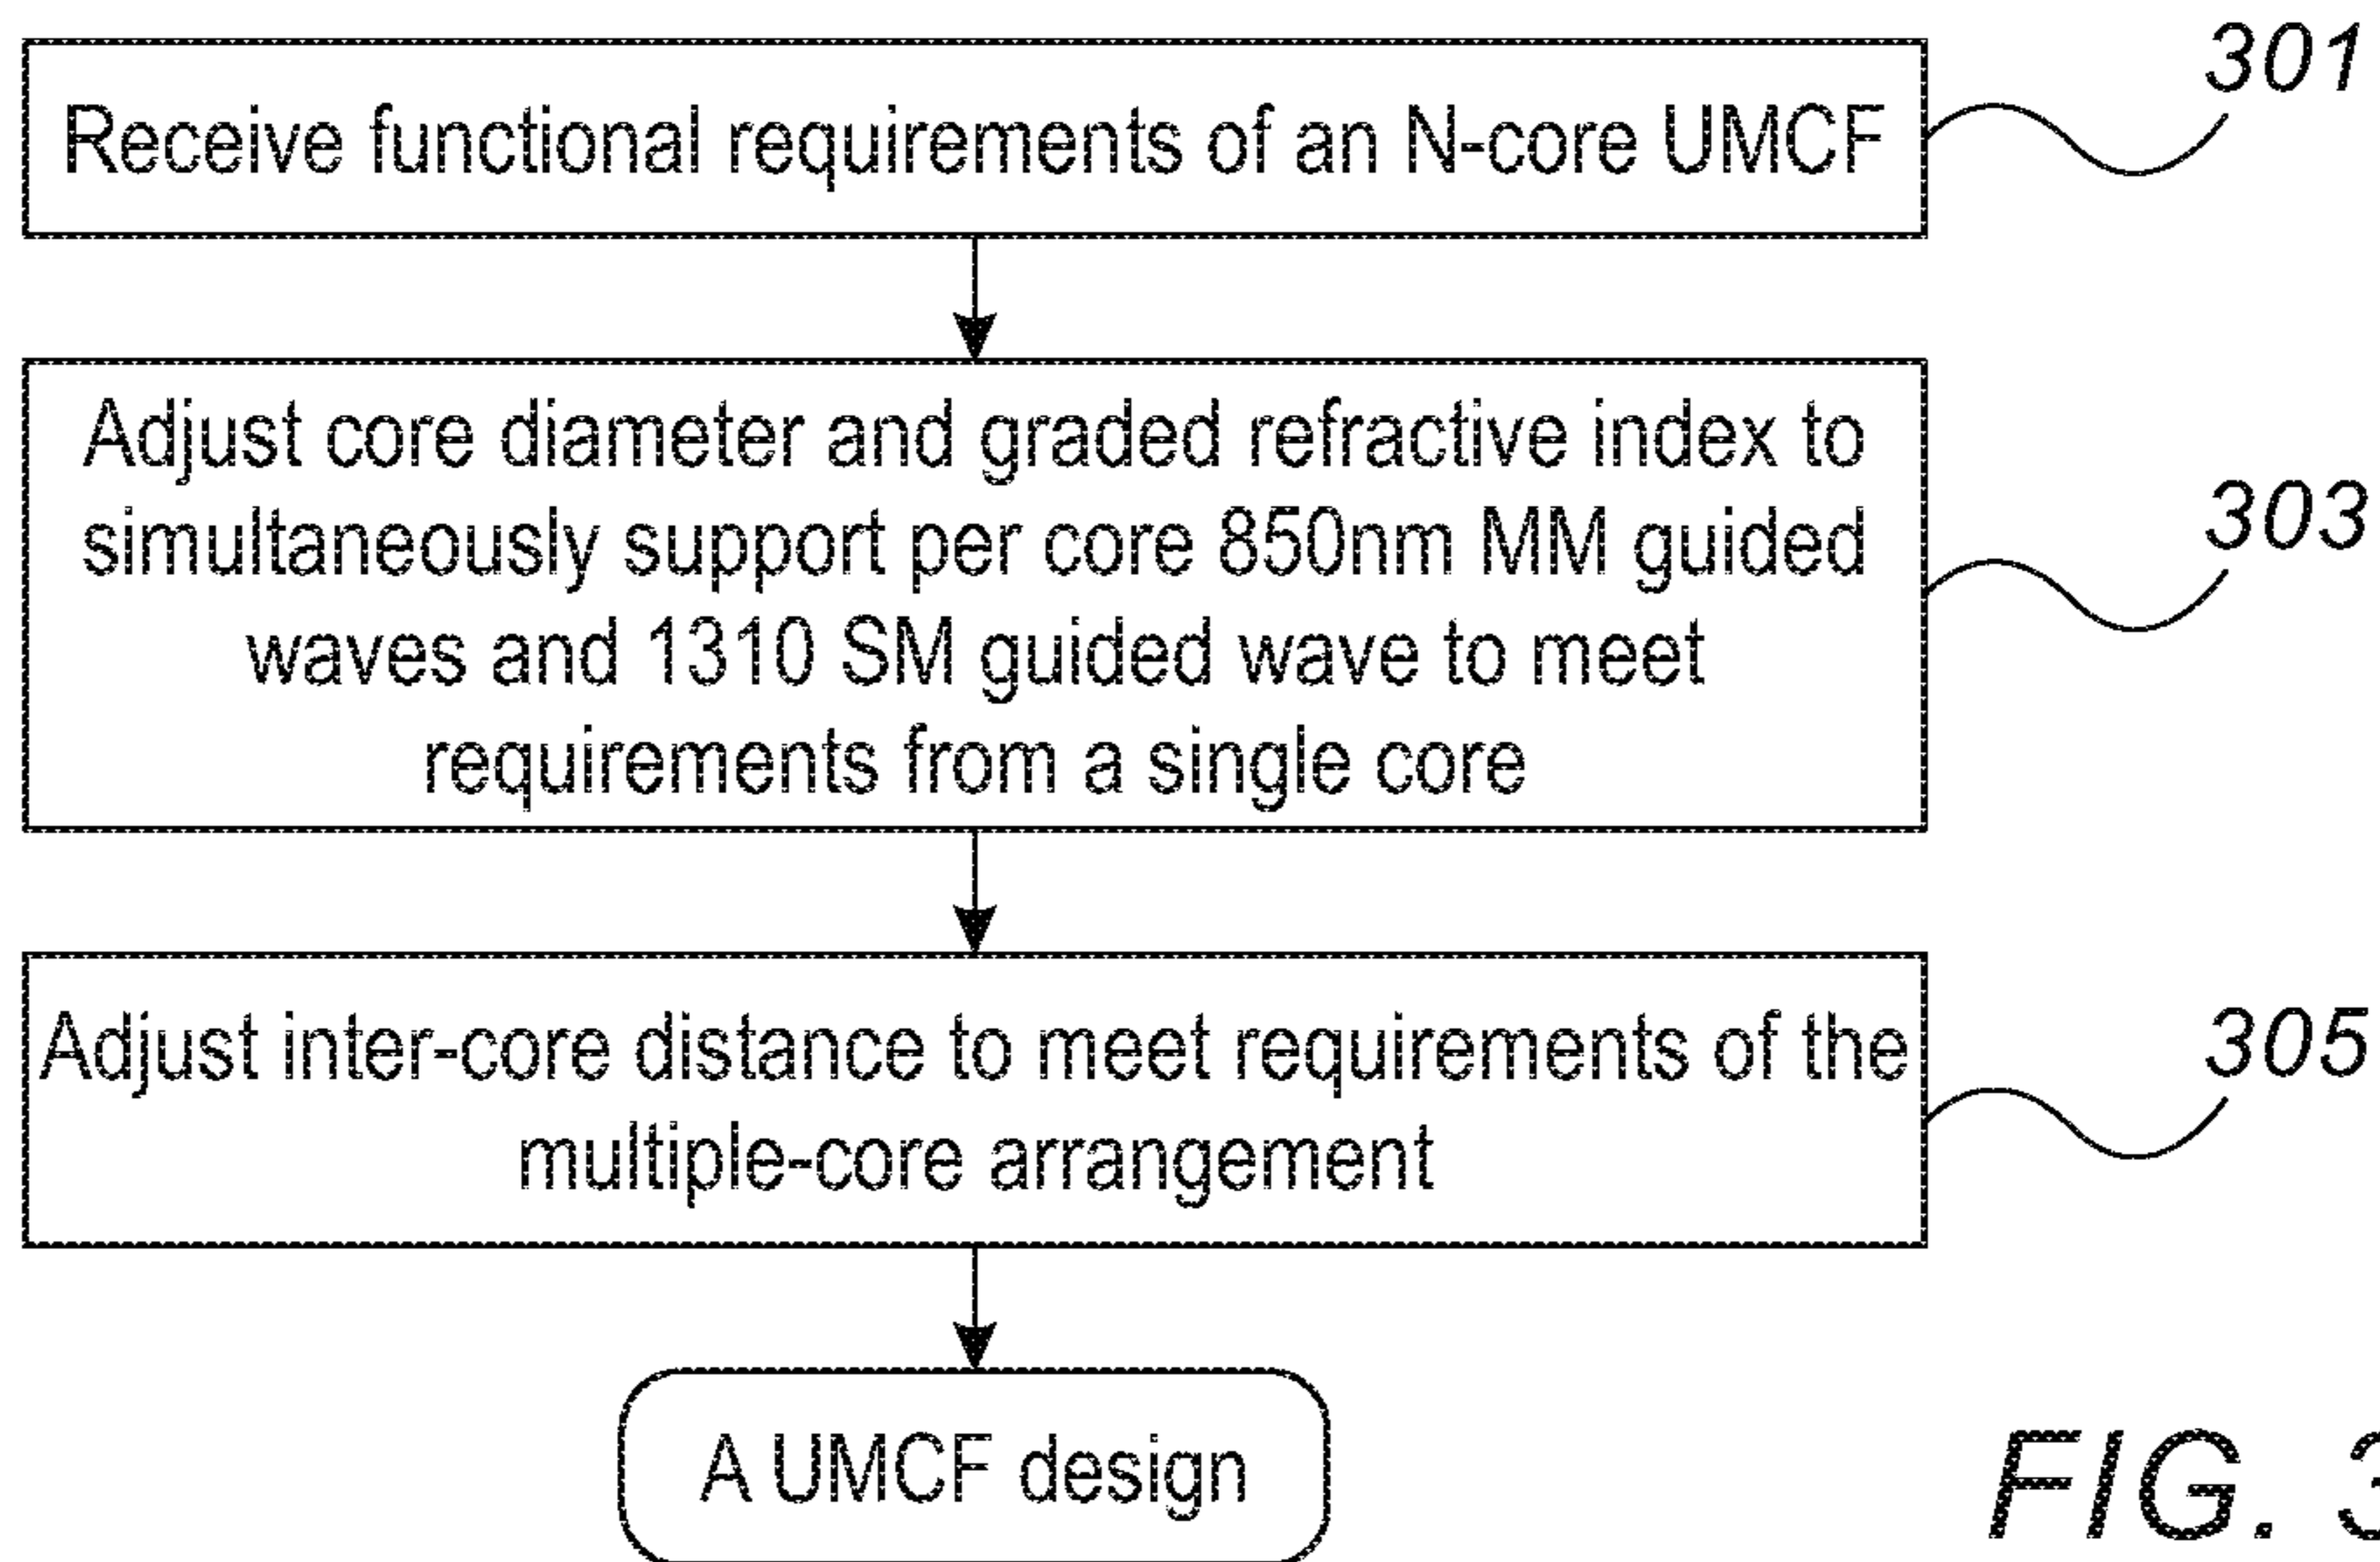 Receive functional requirements of an N-core UMCF
301
Adjust core diameter and graded refractive index to
simultaneously support per core 850nm MM guided
waves and 1310 SM guided wave to meet
requirements from a single core
303
Adjust inter-core distance to meet requirements of the
multiple-core arrangement
305
A UMCF design
FIG. 3